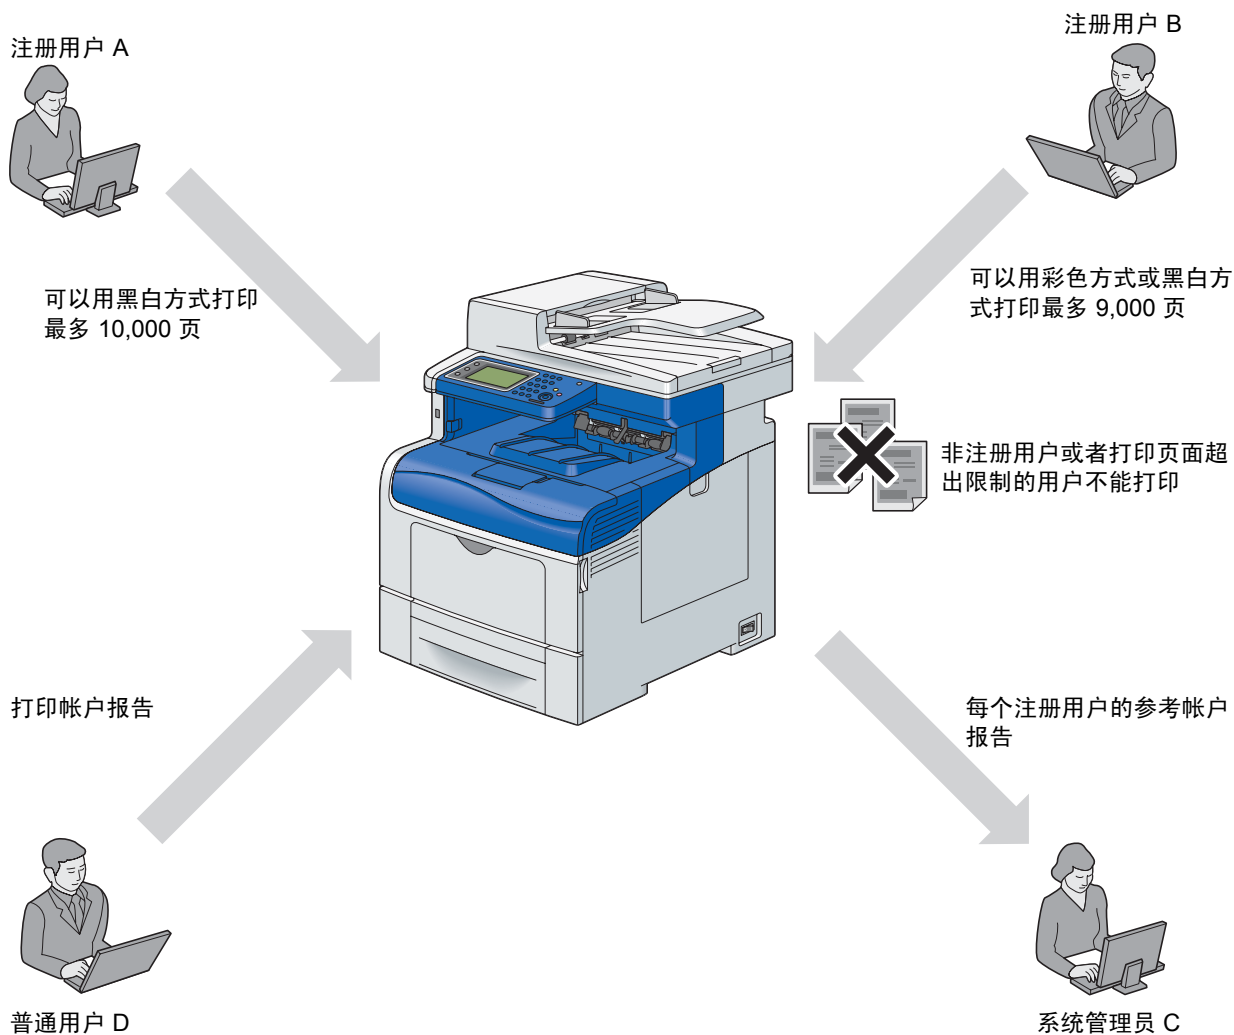 注册用户 A
注册用户 B
可以用黑白方式打印
最多 10,000 页
可以用彩色方式或黑白方
式打印最多 9,000 页
非注册用户或者打印页面超
出限制的用户不能打印
打印帐户报告
每个注册用户的参考帐户
报告
普通用户 D
系统管理员 C